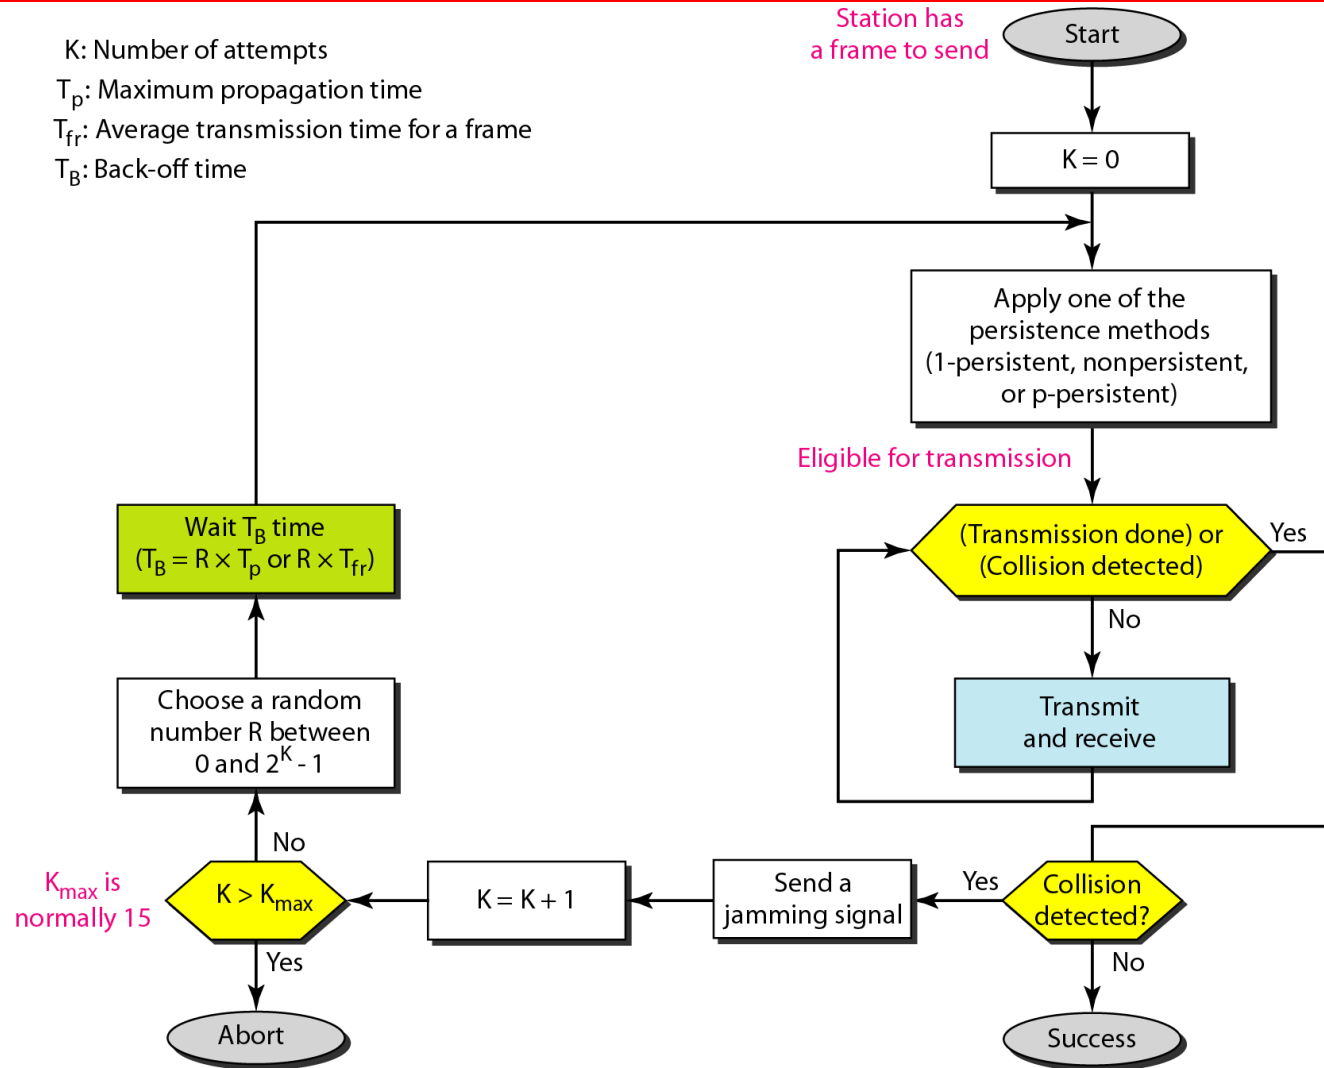 K: Number of attempts
Tp: Maximum propagation time
Tfr: Average transmission time for a frame
TB: Back-off time
Station has
a frame to send
Start
K = 0
Apply one of the
persistence methods
(1-persistent, nonpersistent,
or p-persistent)
Eligible for transmission
(Transmission done) or
(Collision detected)
Yes
No
Transmit
and receive
Collision
detected?
Yes
No
Success
Send a
jamming signal
K = K + 1
K > Kmax
Kmax is
normally 15
Yes
Abort
No
Choose a random
number R between
0 and 2^K - 1
Wait TB time
(TB = R × Tp or R × Tfr)